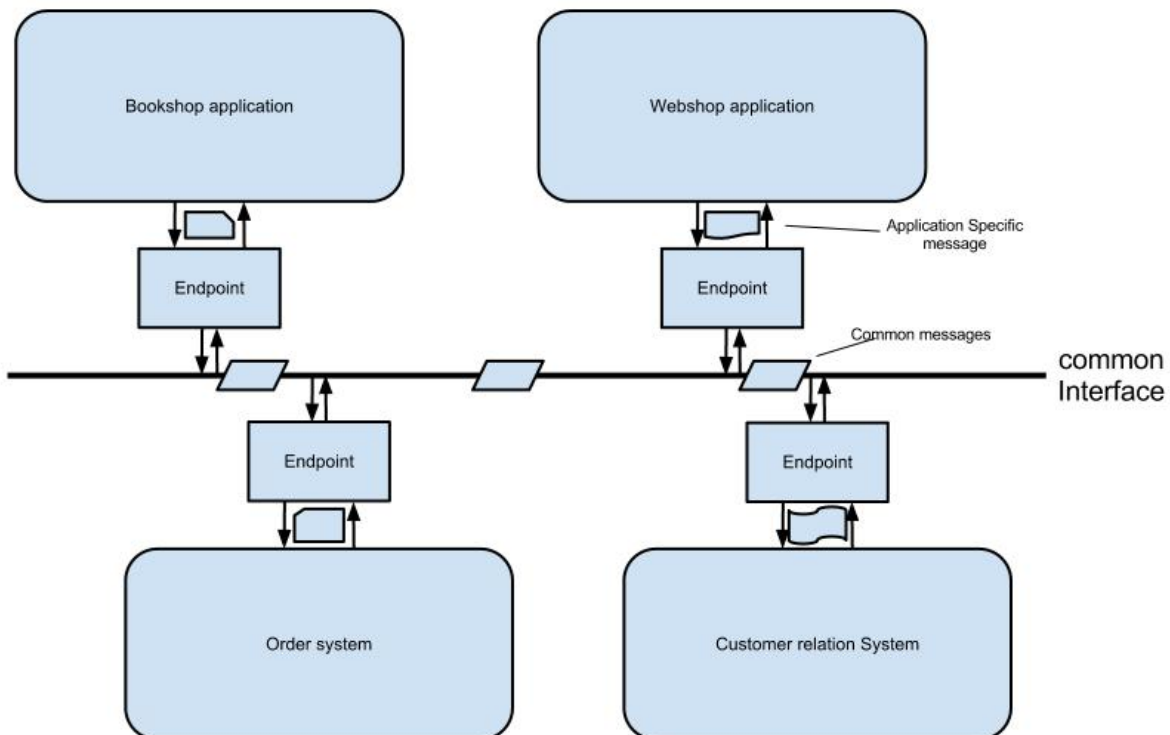 Bookshop application
Webshop application
Application Specific
message
Endpoint
Endpoint
Common messages
common
Interface
Endpoint
Endpoint
Order system
Customer relation System